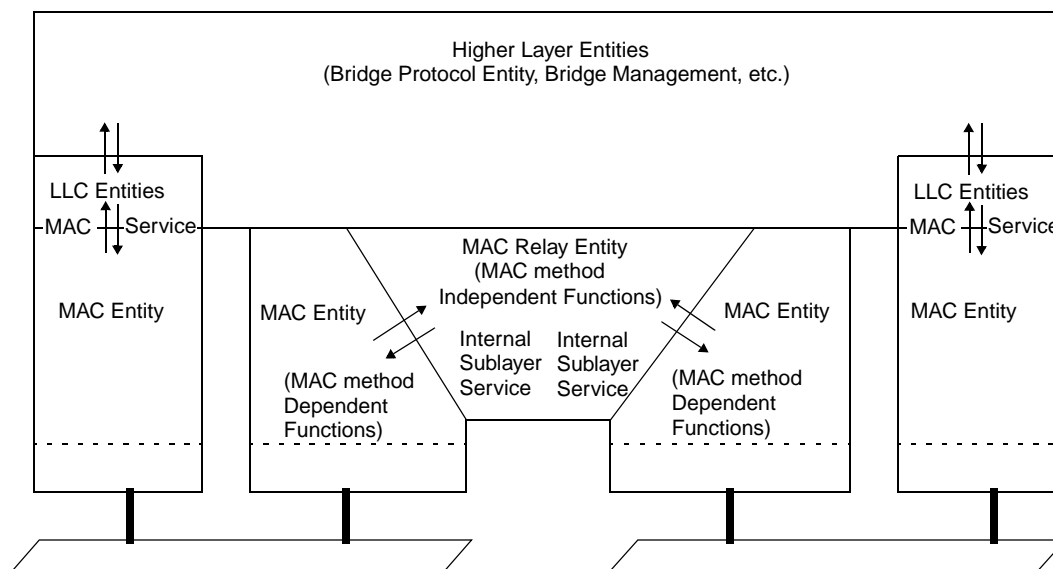 Higher Layer Entities
(Bridge Protocol Entity, Bridge Management, etc.)
LLC Entities
MAC Service
MAC Entity
LLC Entities
MAC Service
MAC Entity
MAC Relay Entity
(MAC method
Independent Functions)
MAC Entity
(MAC method
Dependent
Functions)
Internal
Sublayer
Service
Internal
Sublayer
Service
MAC Entity
(MAC method
Dependent
Functions)